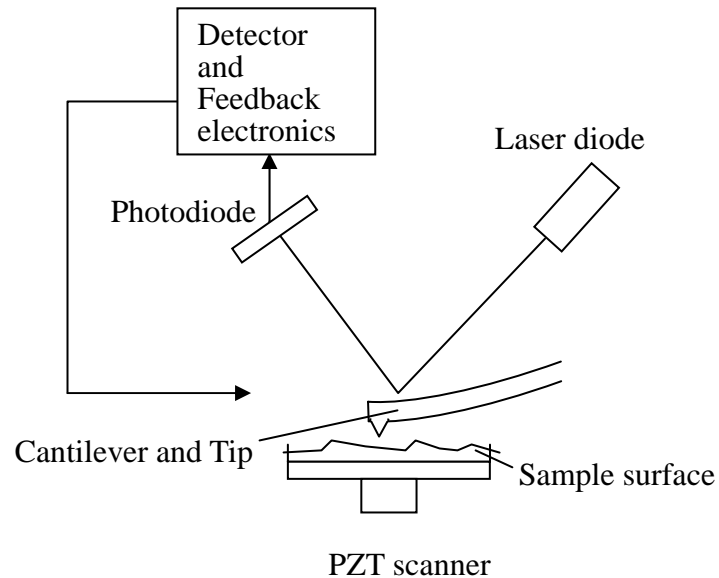 Detector
and
Feedback
electronics
Laser diode
Photodiode
Cantilever and Tip
Sample surface
PZT scanner